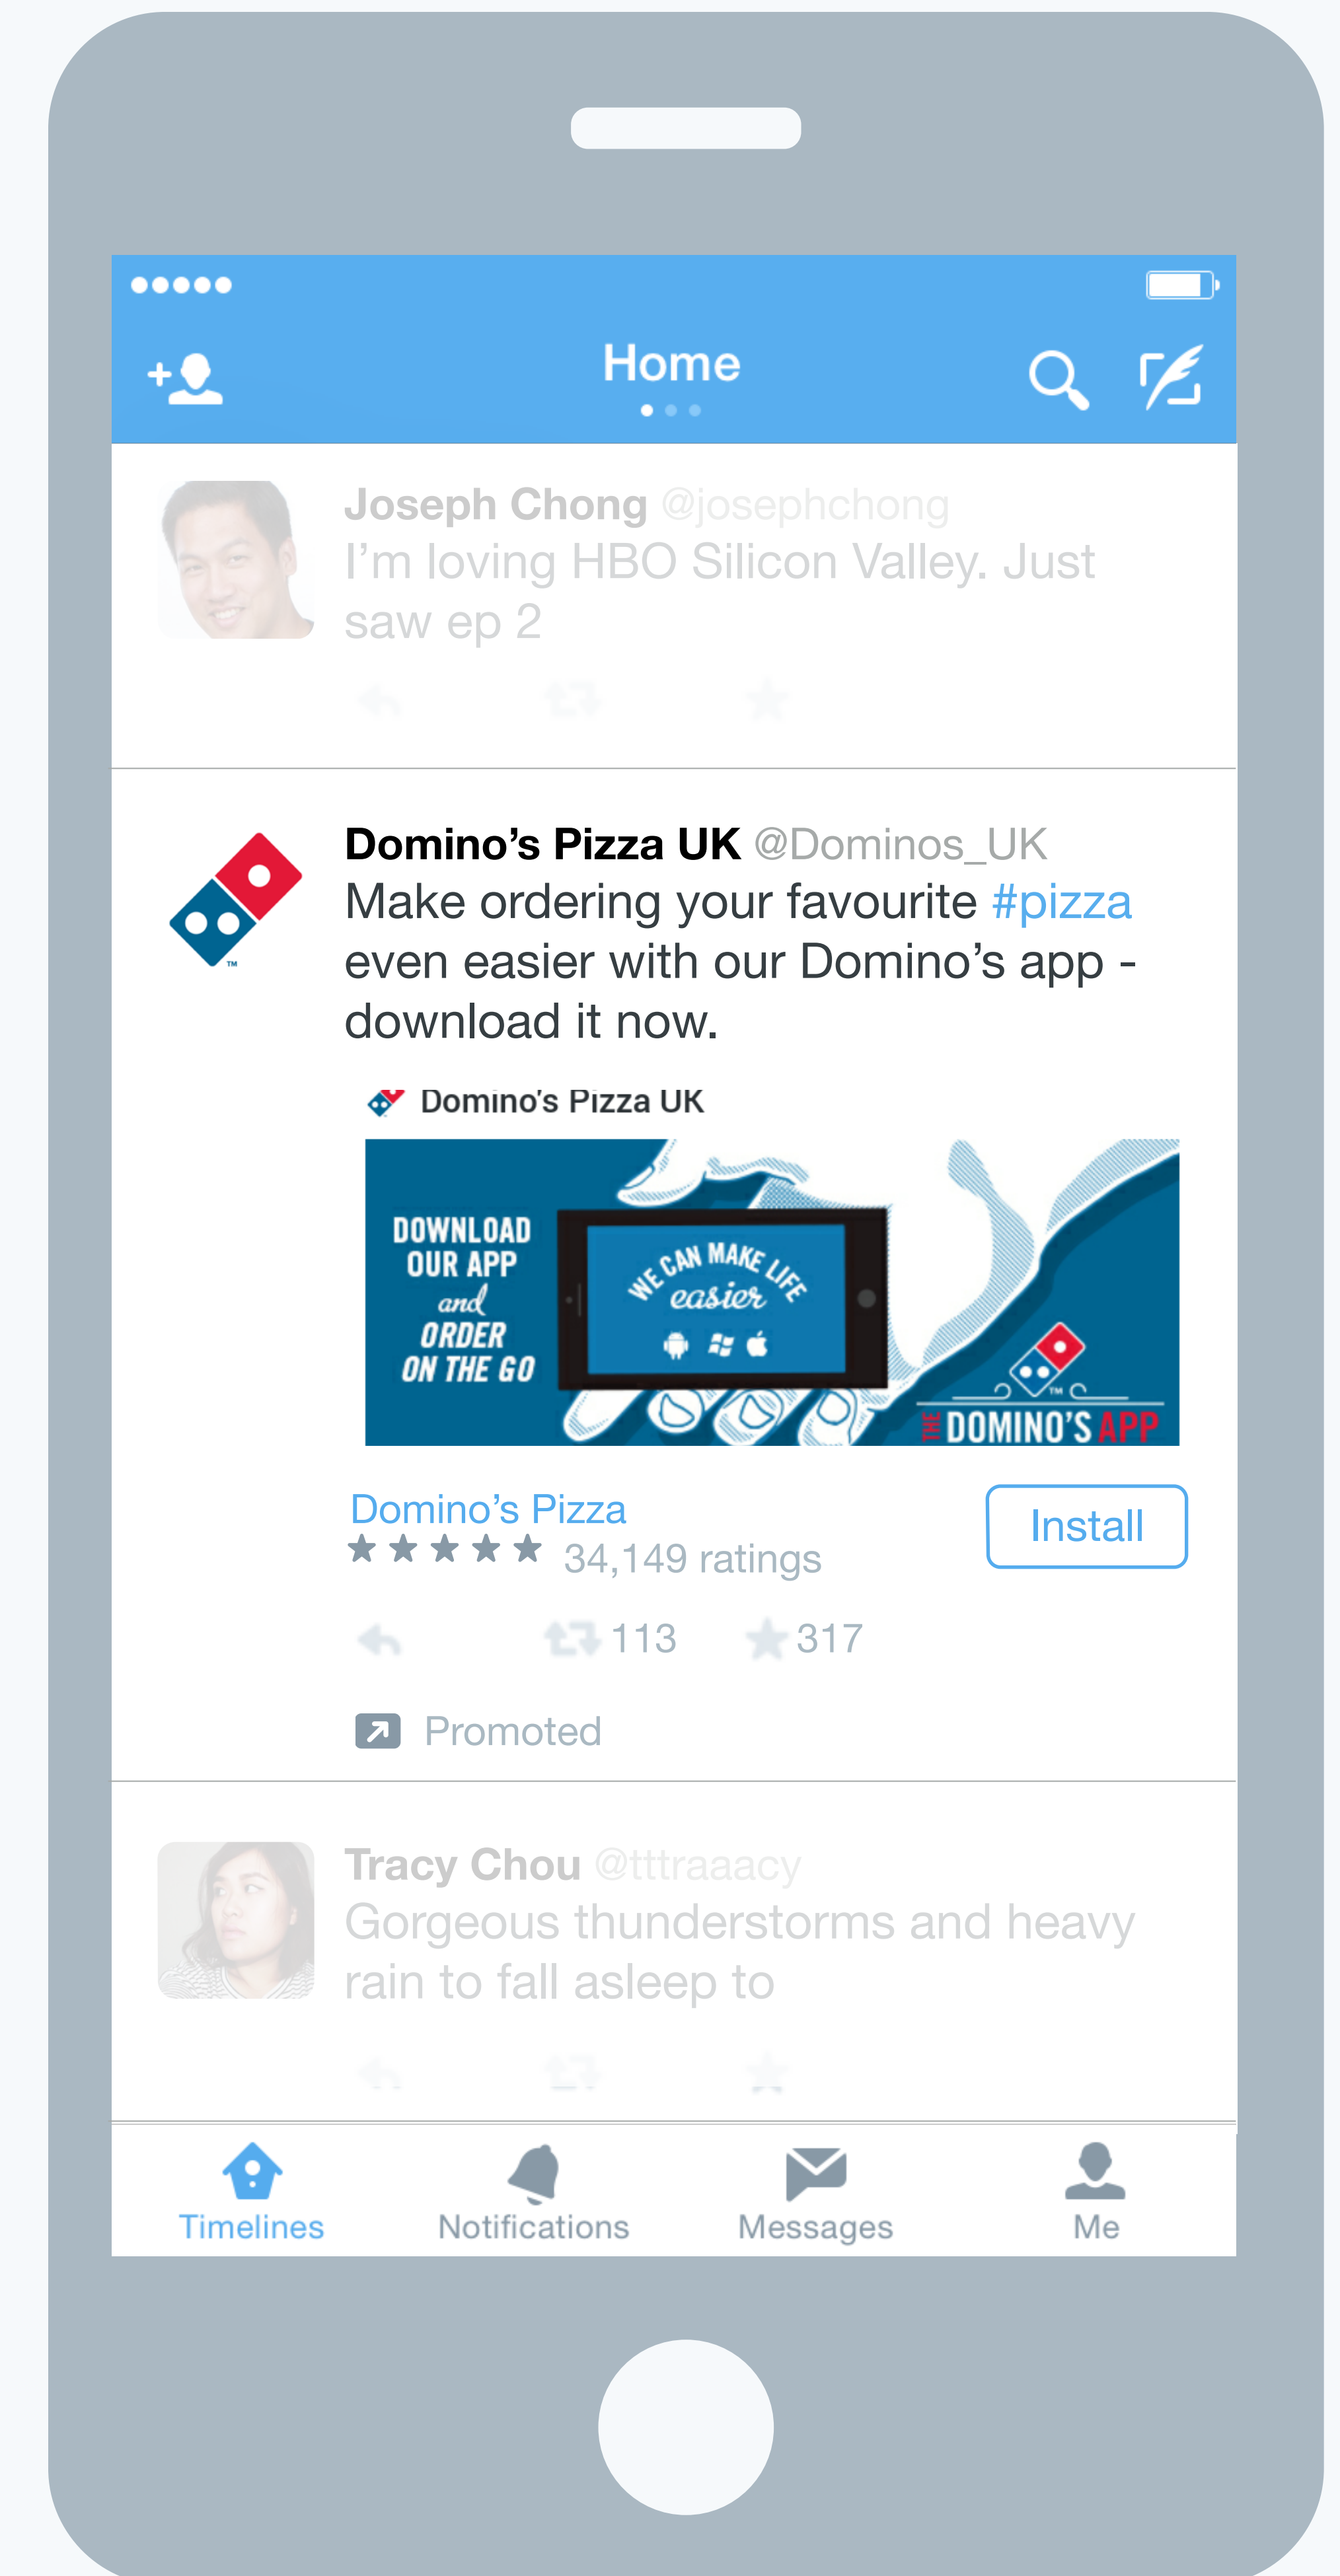 Home
Joseph Chong @josephchong
I'm loving HBO Silicon Valley. Just
saw ep 2
Domino's Pizza UK @Dominos_UK
Make ordering your favourite #pizza
even easier with our Domino's app -
download it now.
TM
Domino's Pizza UK
DOWNLOAD
OUR APP
and
ORDER
ON THE GO
WE CAN MAKE LIFE
easier
TM
THE DOMINO'S APP
Domino's Pizza
Install
34,149 ratings
113 317
Promoted
Tracy Chou @tttraaacy
Gorgeous thunderstorms and heavy
rain to fall asleep to
Timelines Notifications Messages Me